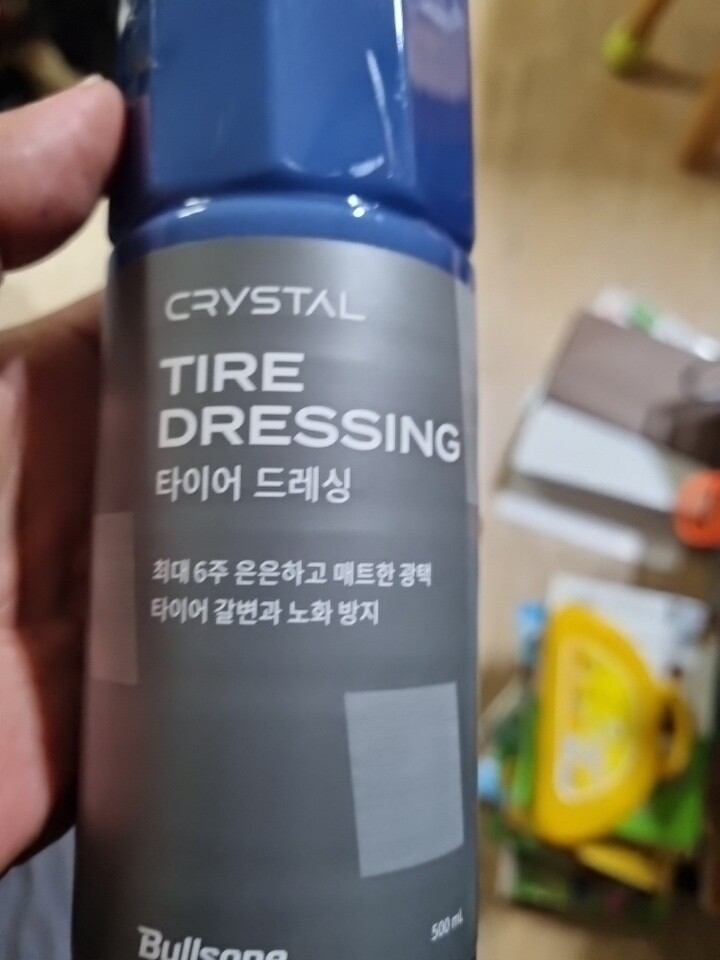 CRYSTAL
TIRE
DRESSING
타이어 드레싱
최대 6주 은은하고 매트한 광택
타이어 갈변과 노화 방지
500 mL
Bullsone